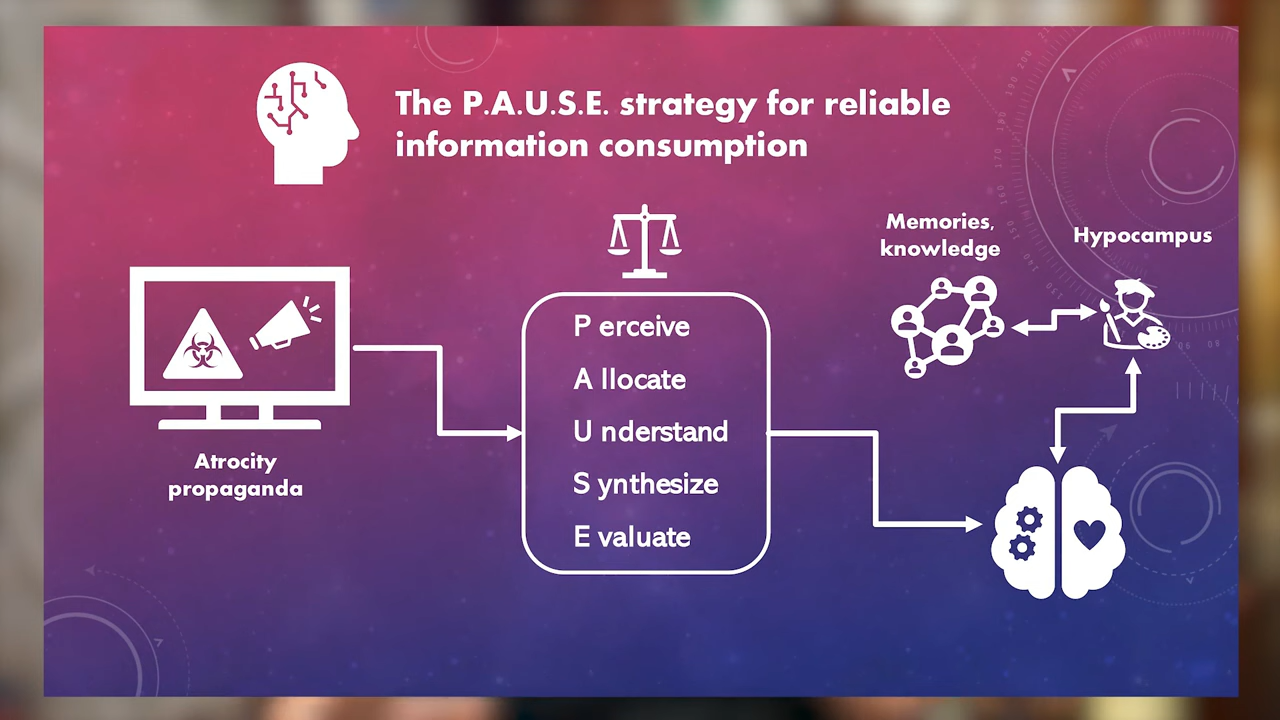 The P.A.U.S.E. strategy for reliable
information consumption
Memories,
knowledge
Hypocampus
P erceive
A llocate
U nderstand
S ynthesize
E valuate
Atrocity
propaganda